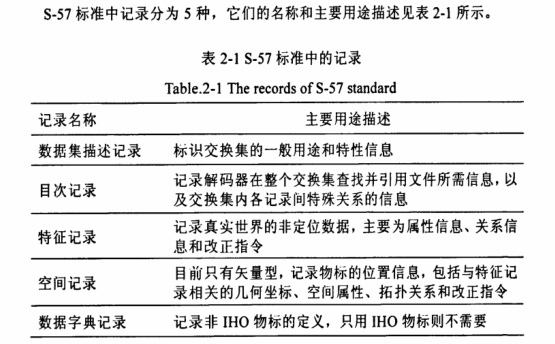 S-57 标准中记录分为 5 种，它们的名称和主要用途描述见表 2-1 所示。
表 2-1 S-57 标准中的记录
Table.2-1 The records of S-57 standard
记录名称 主要用途描述
数据集描述记录 标识交换集的一般用途和特性信息
目次记录 记录解码器在整个交换集查找并引用文件所需信息，以
及交换集内各记录间特殊关系的信息
特征记录 记录真实世界的非定位数据，主要为属性信息、关系信
息和改正指令
空间记录 目前只有矢量型，记录物标的位置信息，包括与特征记
录相关的几何坐标、空间属性、拓扑关系和改正指令
数据字典记录 记录非 IHO 物标的定义，只用 IHO 物标则不需要